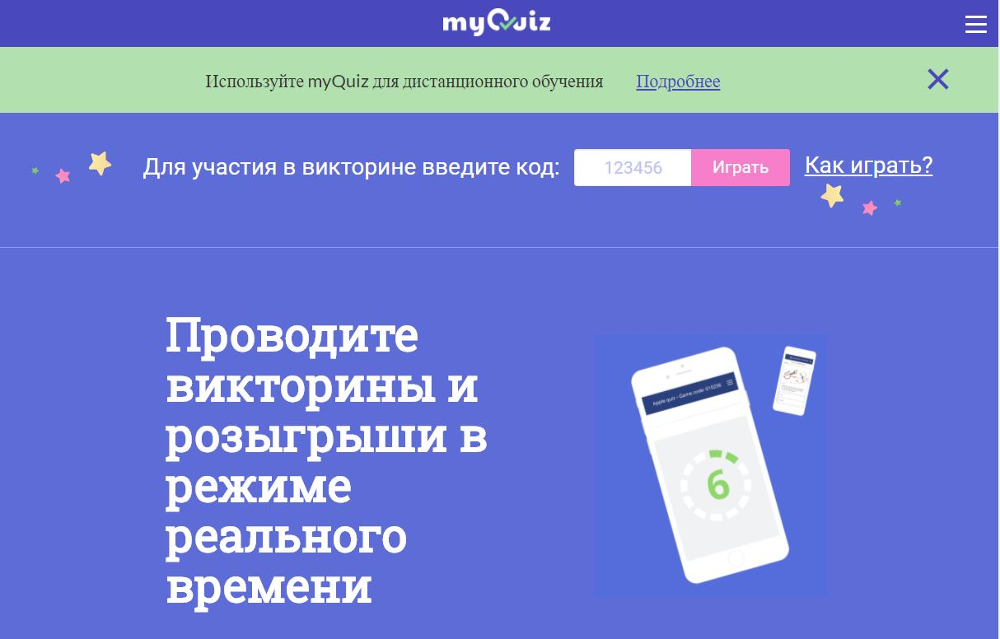 myQuiz
Используйте myQuiz для дистанционного обучения Подробнее
Для участия в викторине введите код: 123456 Играть Как играть?
Проводите
викторины и
розыгрыши в
режиме
реального
времени
Apple quiz - Game code: 010236
6